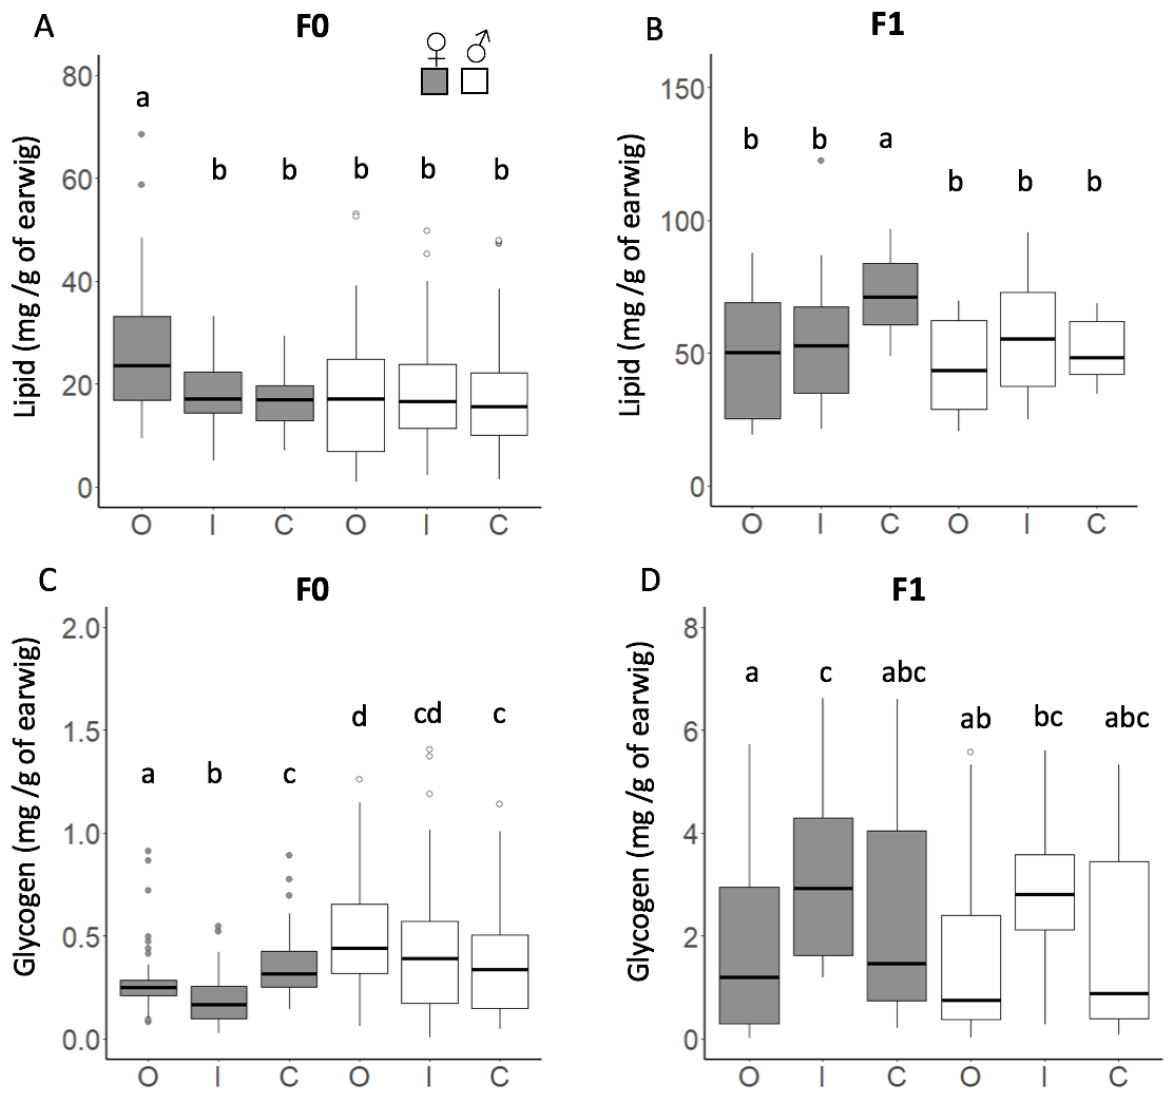 A
F0
♀ ♂
Lipid (mg /g of earwig)
80
60
40
20
0
a
b b b b b
O I C O I C
B
F1
Lipid (mg /g of earwig)
150
100
50
0
b b a
b b b
O I C O I C
C
F0
Glycogen (mg /g of earwig)
2.0
1.5
1.0
0.5
0.0
d cd c
a b c
O I C O I C
D
F1
Glycogen (mg /g of earwig)
8
6
4
2
0
a c abc
ab bc abc
O I C O I C